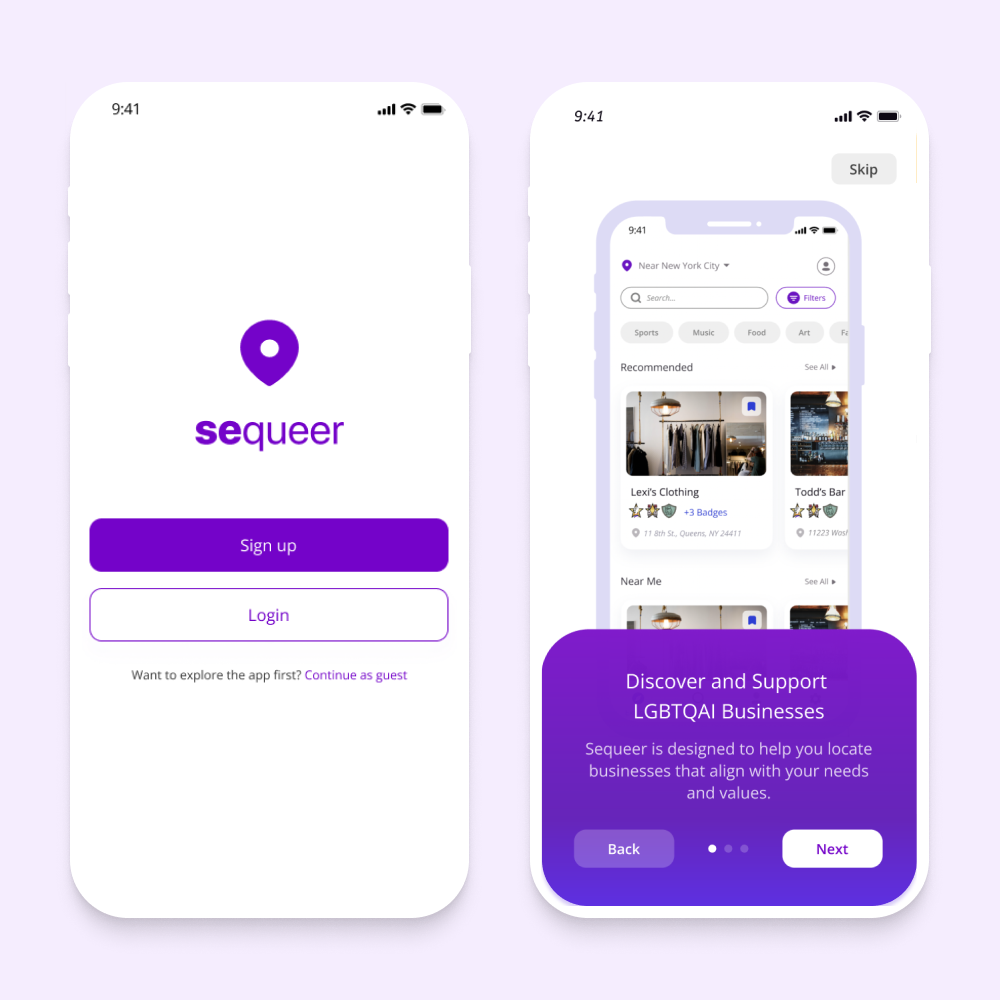 9:41
sequeer
Sign up
Login
Want to explore the app first? Continue as guest
9:41
Skip
9:41
Near New York City
Search...
Filters
Sports
Music
Food
Art
Recommended
See All
Lexi's Clothing
+3 Badges
11 8th St., Queens, NY 24411
Todd's Bar
11223
Near Me
See All
Discover and Support
LGBTQAI Businesses
Sequeer is designed to help you locate
businesses that align with your needs
and values.
Back
Next